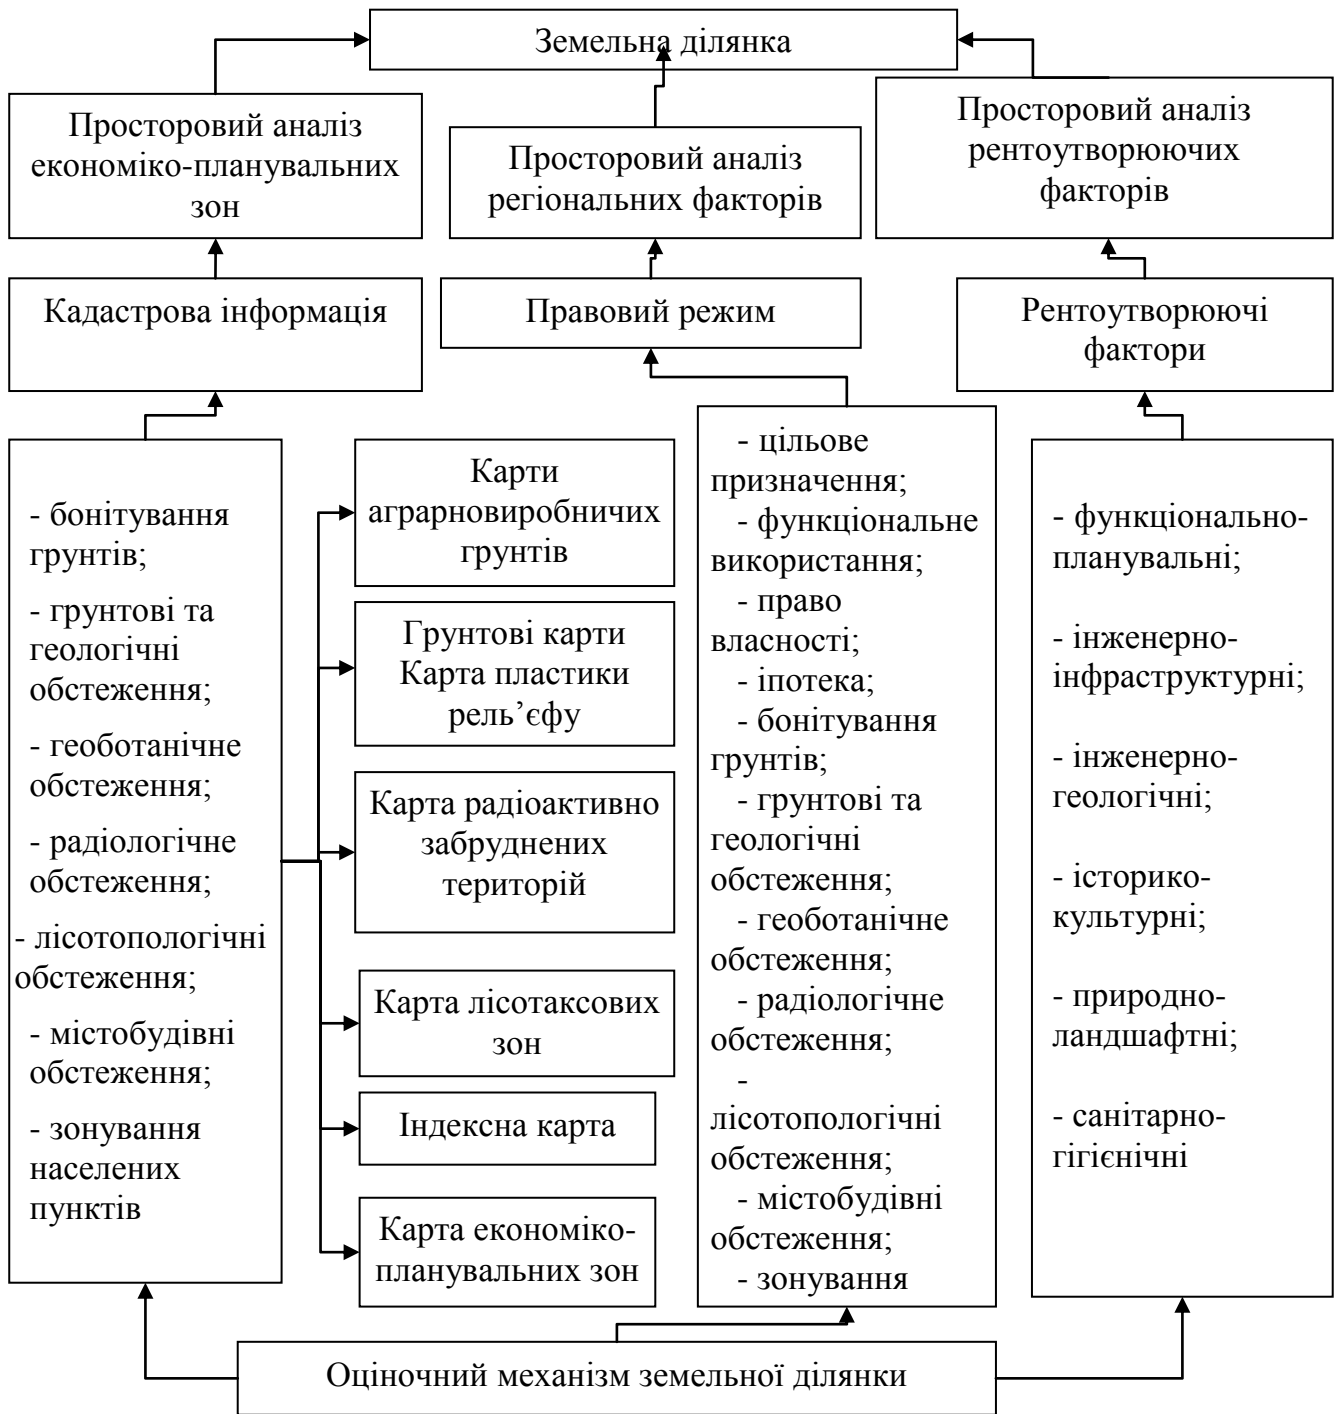 Земельна ділянка
Просторовий аналіз
економіко-планувальних
зон
Просторовий аналіз
регіональних факторів
Просторовий аналіз
рентоутворюючих
факторів
Кадастрова інформація
Правовий режим
Рентоутворюючі
фактори
- бонітування
грунтів;
- грунтові та
геологічні
обстеження;
- геоботанічне
обстеження;
- радіологічне
обстеження;
- лісотопологічні
обстеження;
- містобудівні
обстеження;
- зонування
населених
пунктів
Карти
аграрновиробничих
грунтів
Грунтові карти
Карта пластики
рель’єфу
Карта радіоактивно
забруднених
територій
Карта лісотаксових
зон
Індексна карта
Карта економіко-
планувальних зон
- цільове
призначення;
- функціональне
використання;
- право
власності;
- іпотека;
- бонітування
грунтів;
- грунтові та
геологічні
обстеження;
- геоботанічне
обстеження;
- радіологічне
обстеження;
-
лісотопологічні
обстеження;
- містобудівні
обстеження;
- зонування
- функціонально-
планувальні;
- інженерно-
інфраструктурні;
- інженерно-
геологічні;
- історико-
культурні;
- природно-
ландшафтні;
- санітарно-
гігієнічні
Оціночний механізм земельної ділянки